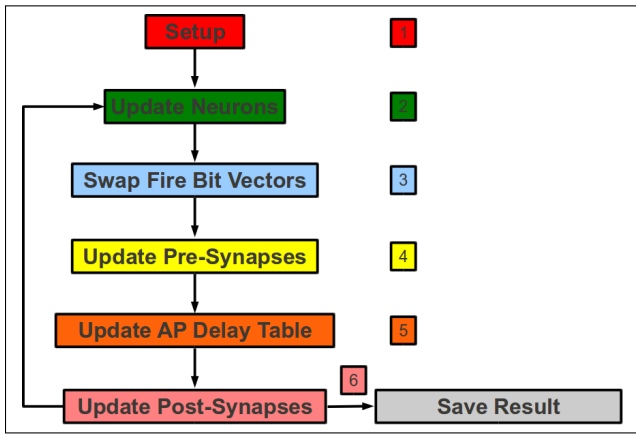 Setup 1
Update Neurons 2
Swap Fire Bit Vectors 3
Update Pre-Synapses 4
Update AP Delay Table 5
6
Update Post-Synapses Save Result